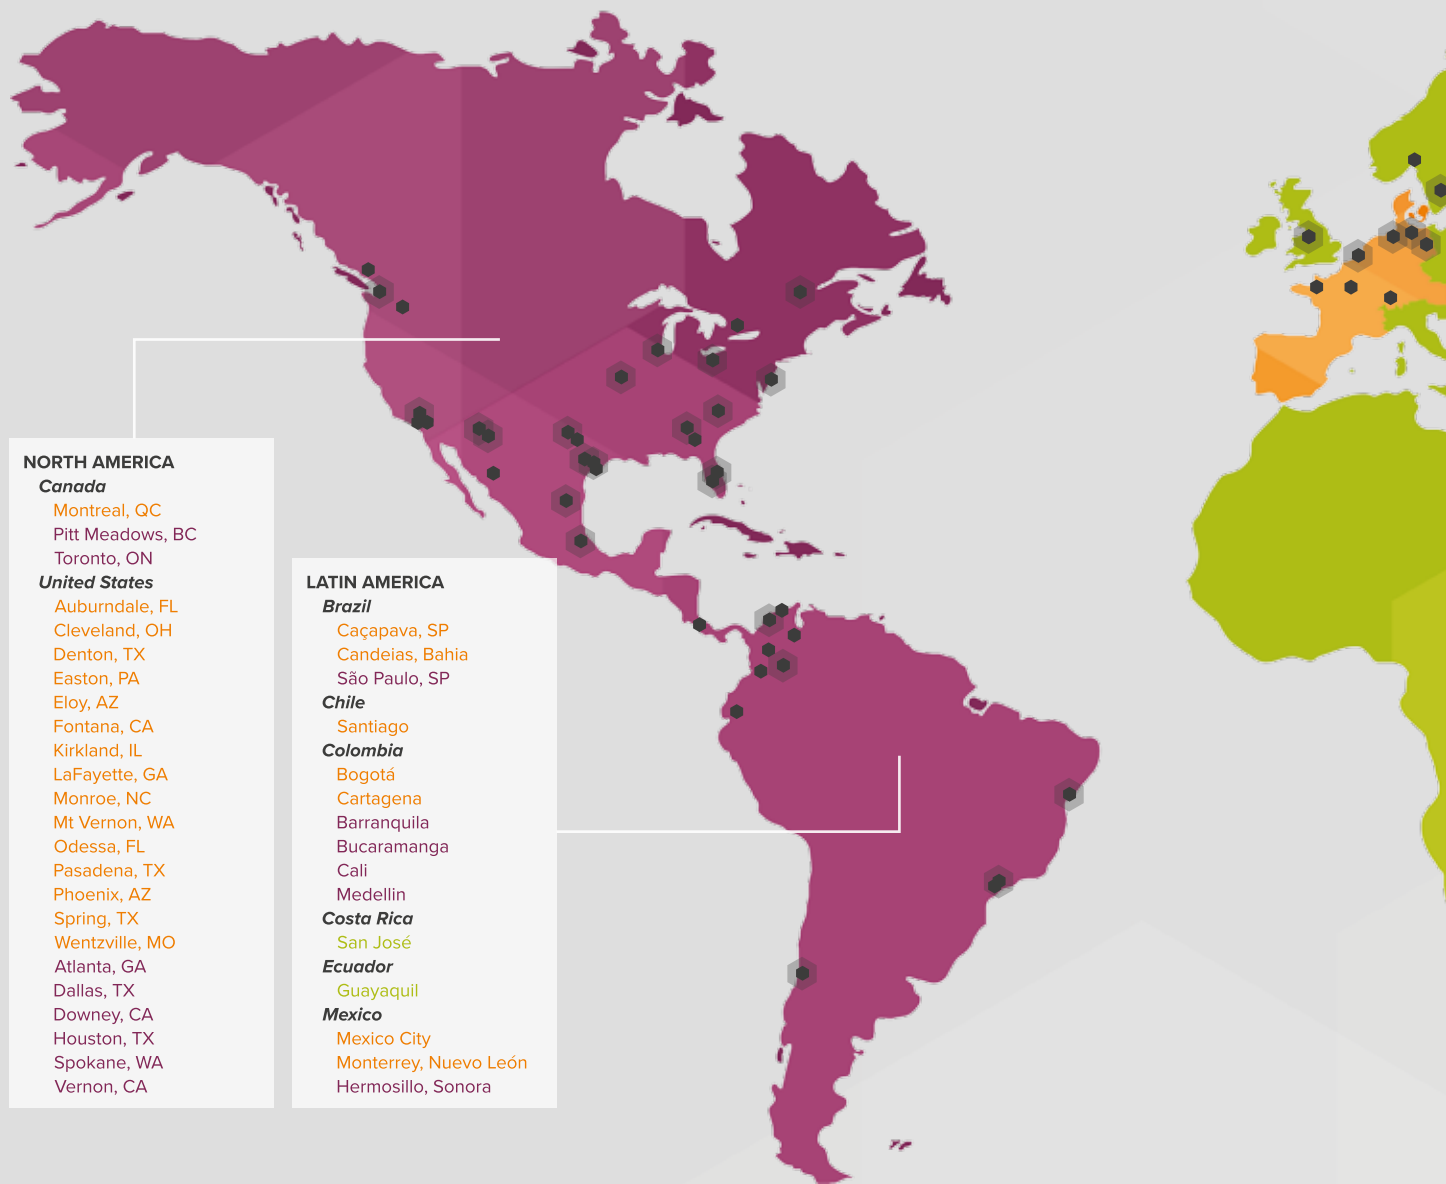 NORTH AMERICA
Canada
Montreal, QC
Pitt Meadows, BC
Toronto, ON
United States
Auburndale, FL
Cleveland, OH
Denton, TX
Easton, PA
Eloy, AZ
Fontana, CA
Kirkland, IL
LaFayette, GA
Monroe, NC
Mt Vernon, WA
Odessa, FL
Pasadena, TX
Phoenix, AZ
Spring, TX
Wentzville, MO
Atlanta, GA
Dallas, TX
Downey, CA
Houston, TX
Spokane, WA
Vernon, CA
LATIN AMERICA
Brazil
Caçapava, SP
Candeias, Bahia
São Paulo, SP
Chile
Santiago
Colombia
Bogotá
Cartagena
Barranquila
Bucaramanga
Cali
Medellin
Costa Rica
San José
Ecuador
Guayaquil
Mexico
Mexico City
Monterrey, Nuevo León
Hermosillo, Sonora